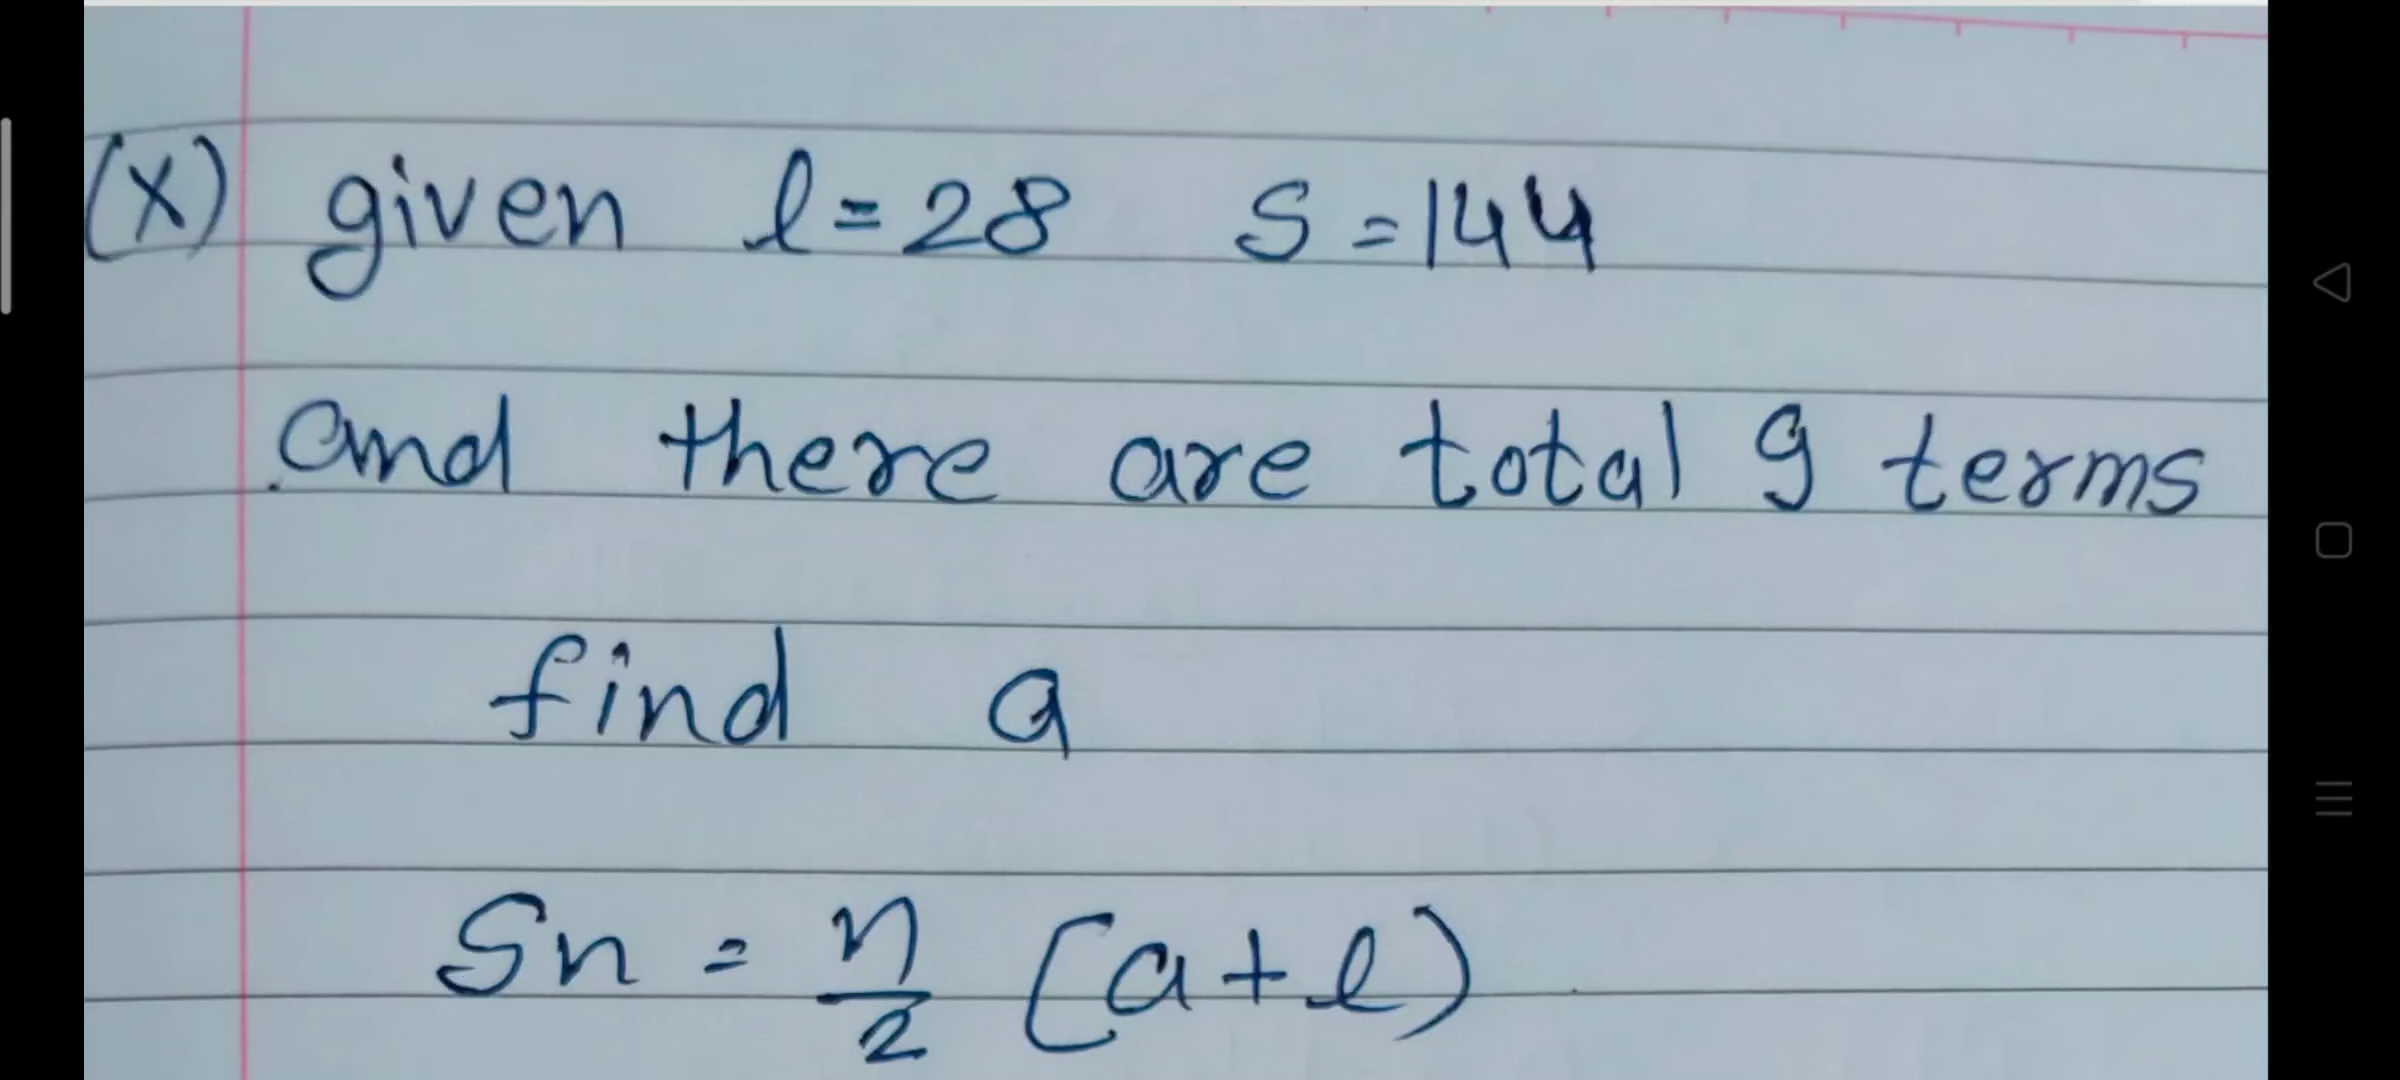 (X) given l=28 S=144
and there are total 9 terms
find a
Sn = n/2 (a+l)